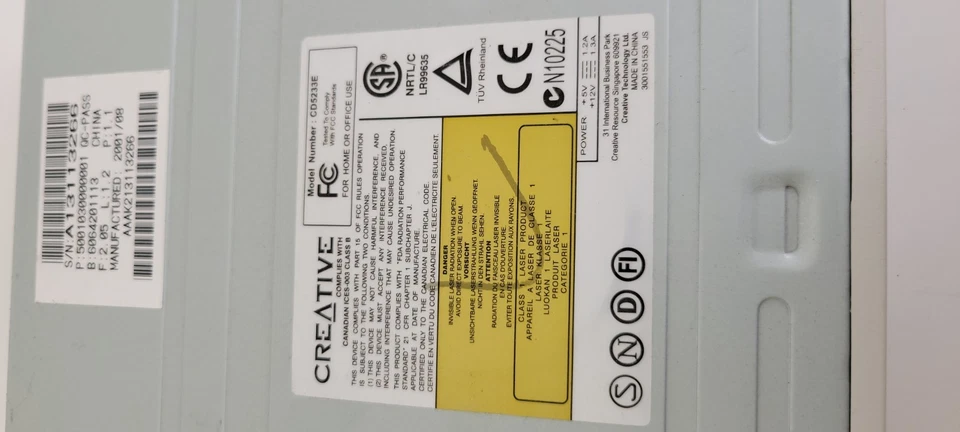 S/N A1311113266
P:5001030000001 QC-PASS
B:6064201113 CHINA
F:2.05 L:1.2 P:1.1
MANUFACTURED: 2001/08
AAAK2131113266
CREATIVE
Model Number : CD5233E
FC
Tested To Comply
With FCC Standards
FOR HOME OR OFFICE USE
COMPLIES WITH
CANADIAN ICES-003 CLASS B
THIS DEVICE COMPLIES WITH PART 15 OF FCC RULES OPERATION
IS SUBJECT TO THE FOLLOWING TWO CONDITIONS
(1) THIS DEVICE MAY NOT CAUSE HARMFUL INTERFERENCE, AND
(2) THIS DEVICE MUST ACCEPT ANY INTERFERENCE RECEIVED,
INCLUDING INTERFERENCE THAT MAY CAUSE UNDESIRED OPERATION.
THIS PRODUCT COMPLIES WITH "FDA RADIATION PERFORMANCE
STANDARD" 21 CFR CHAPTER 1 SUBCHAPTER J.
APPLICABLE AT DATE OF MANUFACTURE.
CERTIFIED ONLY TO THE CANADIAN ELECTRICAL CODE.
CERTIFIE EN VERTU DU CODE CANADIEN DE L'ELECTRICITE SEULEMENT.
SA ®
NRTL/C
LR99635
TÜV Rheinland
CE
N10225
DANGER
INVISIBLE LASER RADIATION WHEN OPEN.
AVOID DIRECT EXPOSURE TO BEAM.
VORSICHT
UNSICHTBARE LASERSTRAHLUNG WENN GEÖFFNET.
NICHT IN DEN STRAHL SEHEN.
ATTENTION
RADIATION DU FAISCEAU LASER INVISIBLE
EN CAS D'OUVERTURE.
EVITER TOUTE EXPOSITION AUX RAYONS.
CLASS 1 LASER PRODUCT
APPAREIL A LASER DE CLASSE 1
LASER KLASSE 1
LUOKAN 1 LASERLAITE
PRODUIT LASER
CATEGORIE 1
POWER +5V 1.2A
+12V 1.3A
31 International Business Park
Creative Resource Singapore 609921
Creative Technology Ltd.
MADE IN CHINA
3001551553 JS
S N D FI